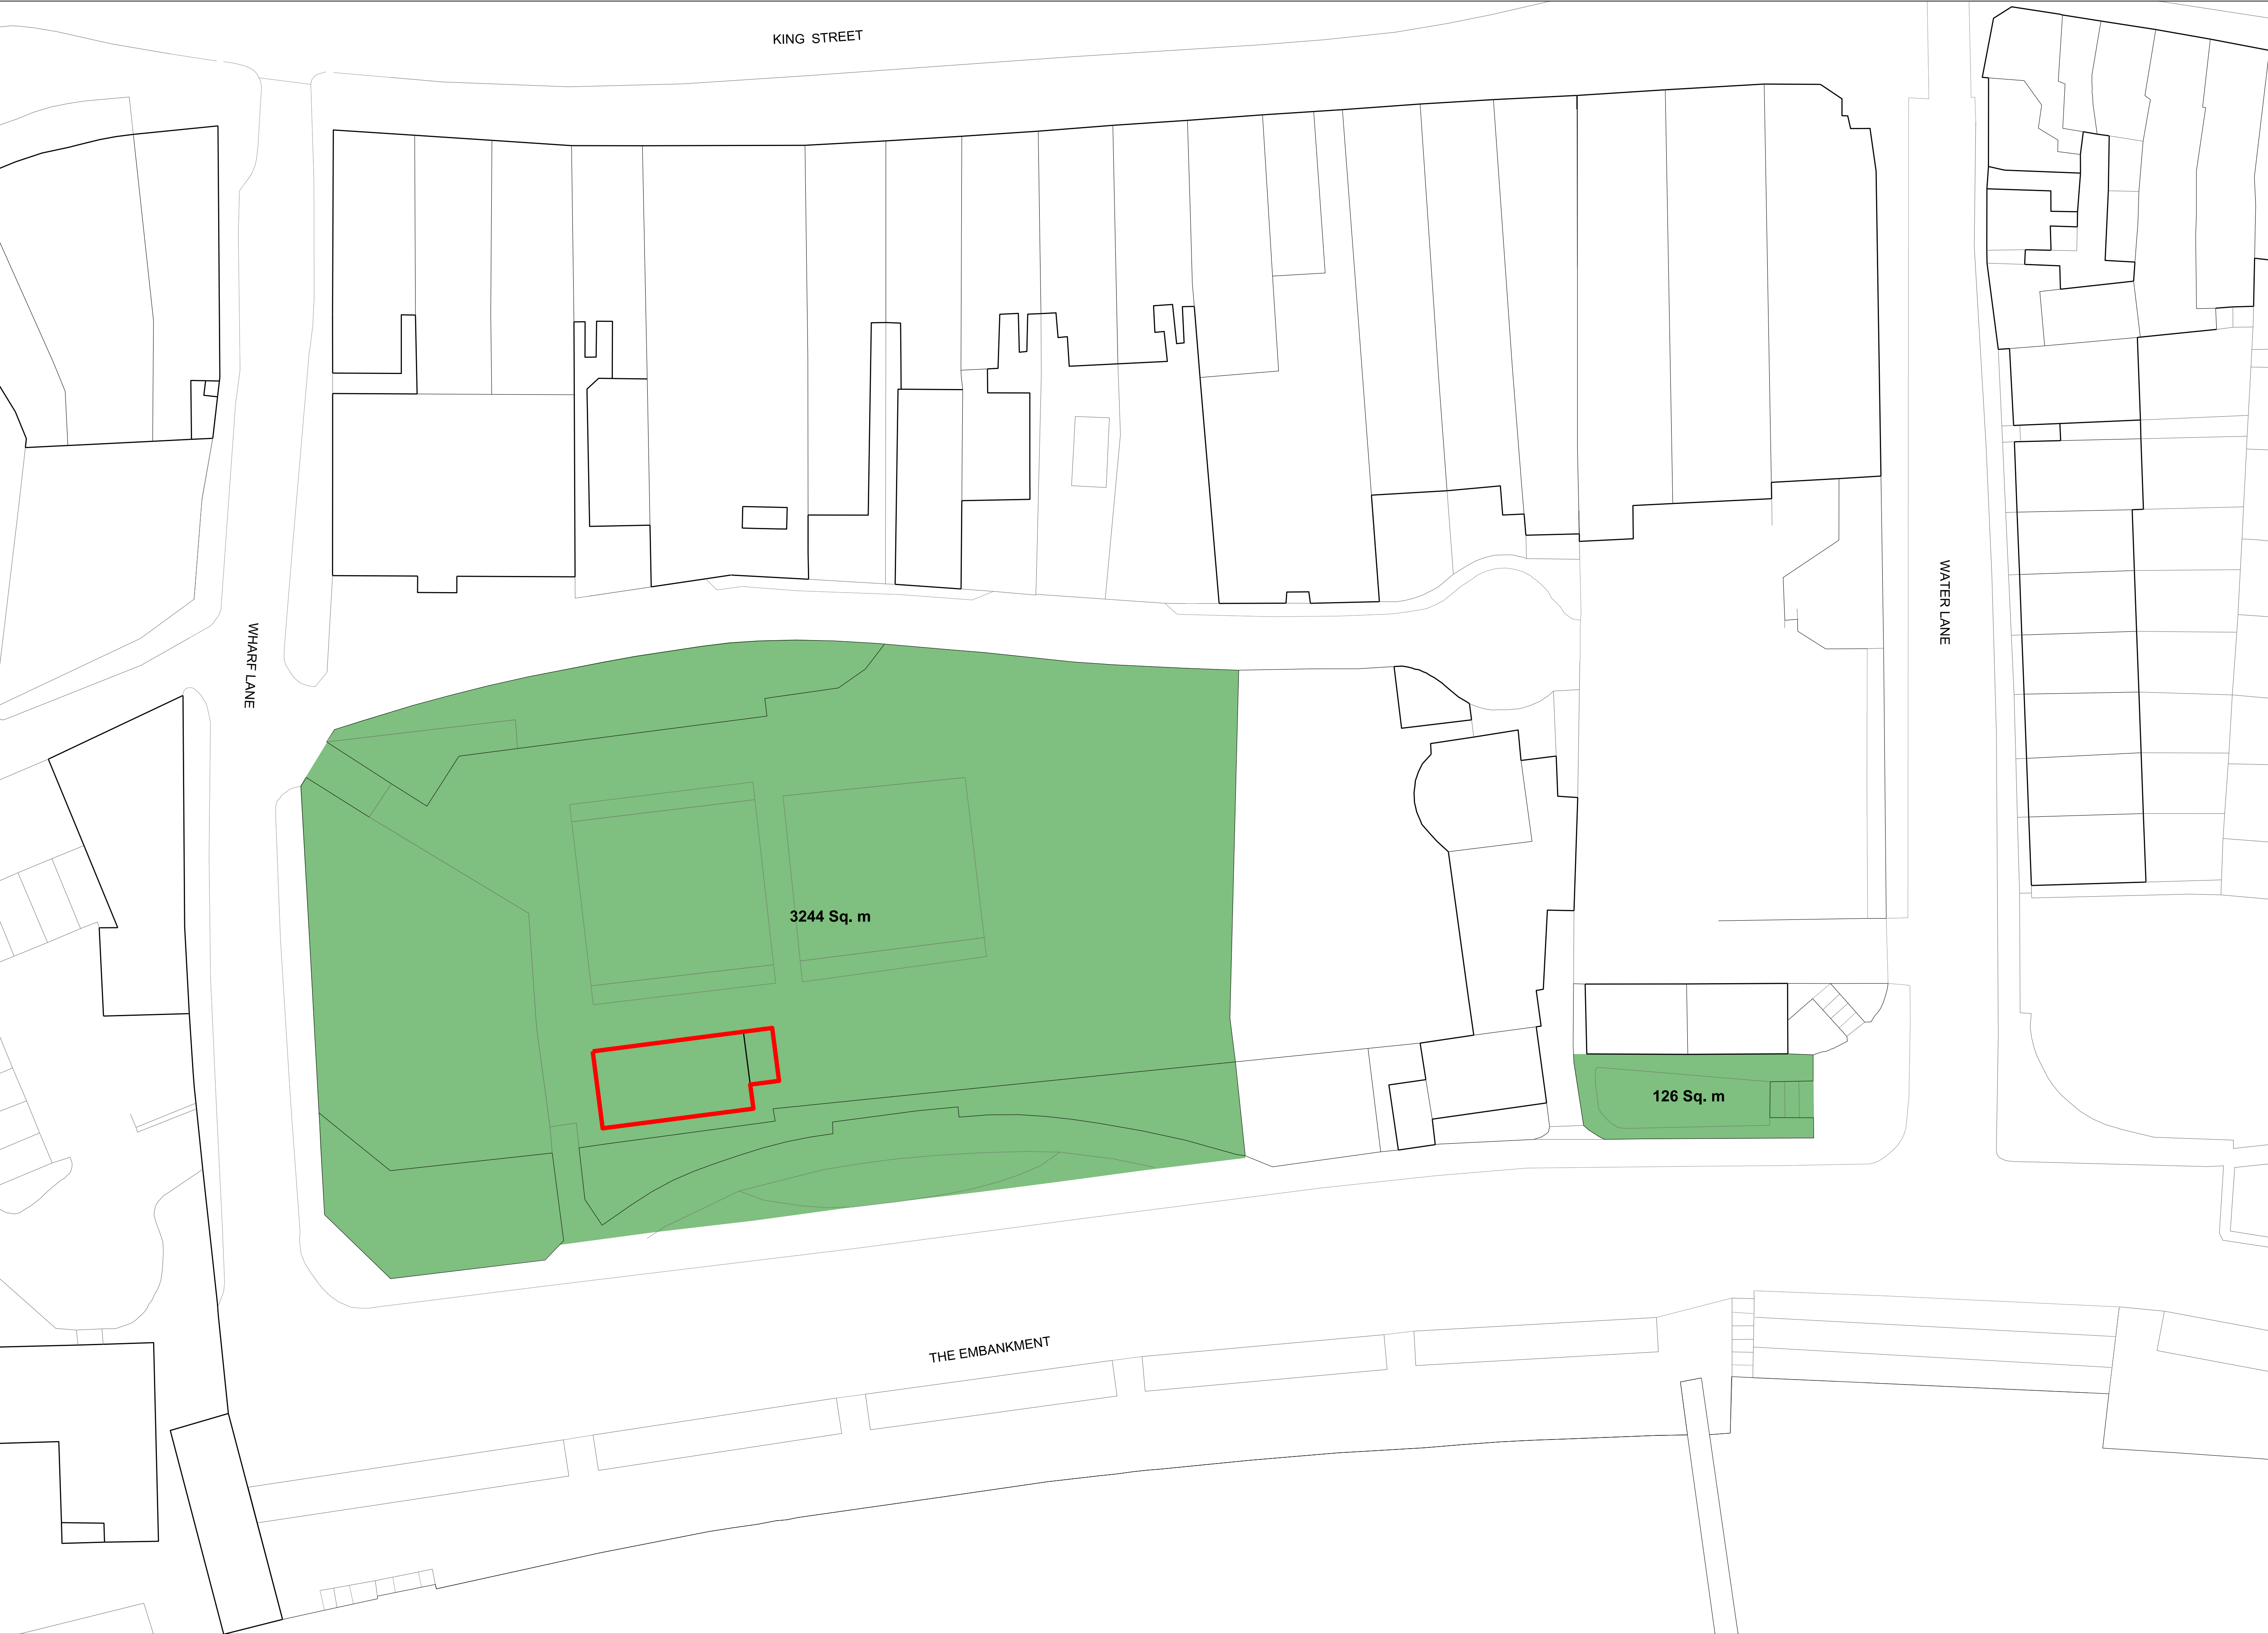 KING STREET
WHARF LANE
WATER LANE
3244 Sq. m
126 Sq. m
THE EMBANKMENT